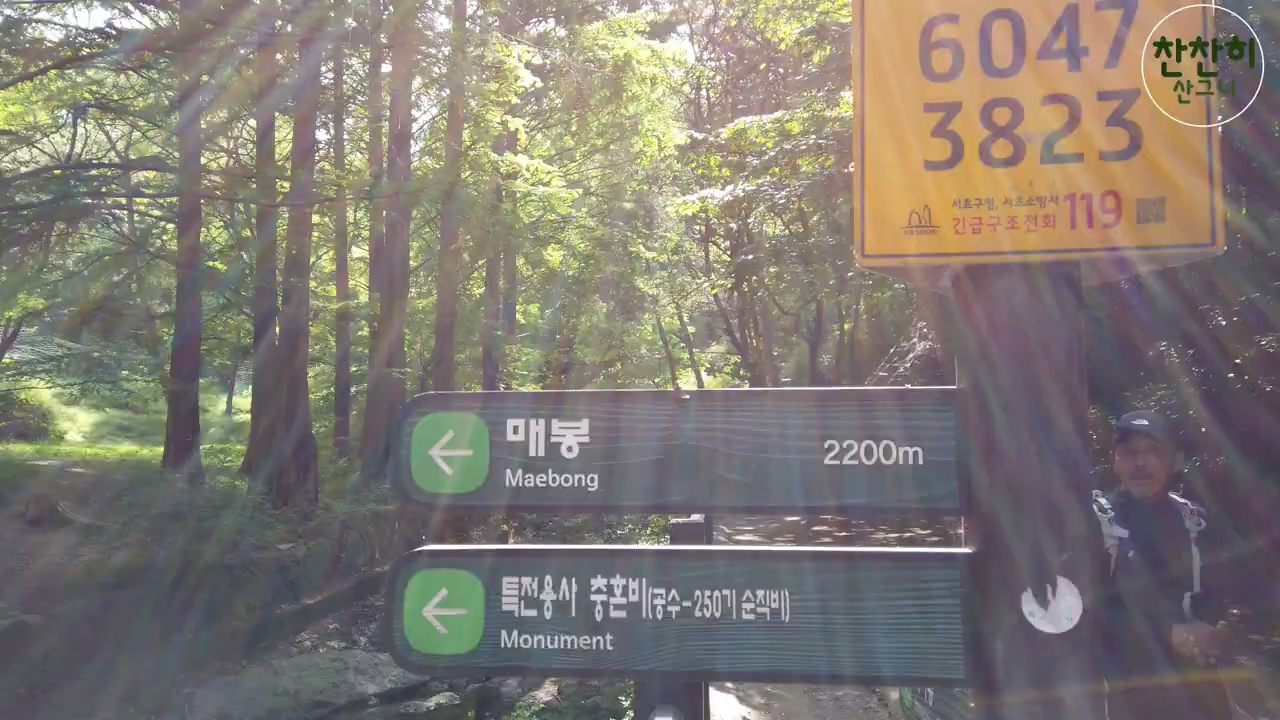 6047
3823
서초구청, 서초소방서
긴급구조전화 119
찬찬히
산그니
매봉
2200m
Maebong
특전용사 충혼비(공수-250기 순직비)
Monument